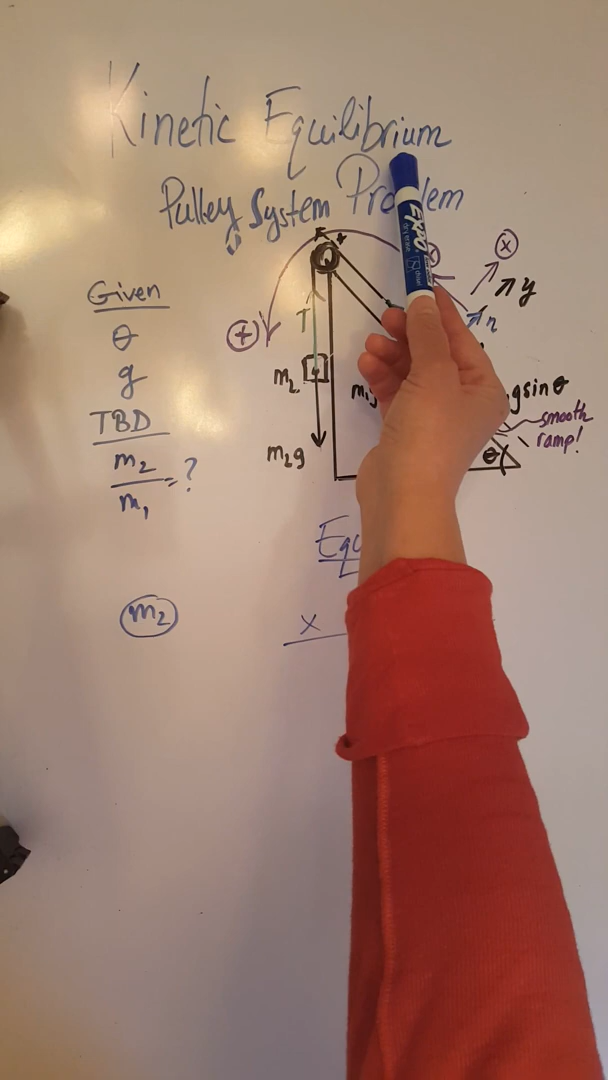 Kinetic Equilibrium
Pulley System Problem
Given
θ
g
TBD
m₂
m₁
= ?
T
m₂
m₂g
EXPO
x
y
n
gsinθ
smooth
ramp!
θ
m₂
x